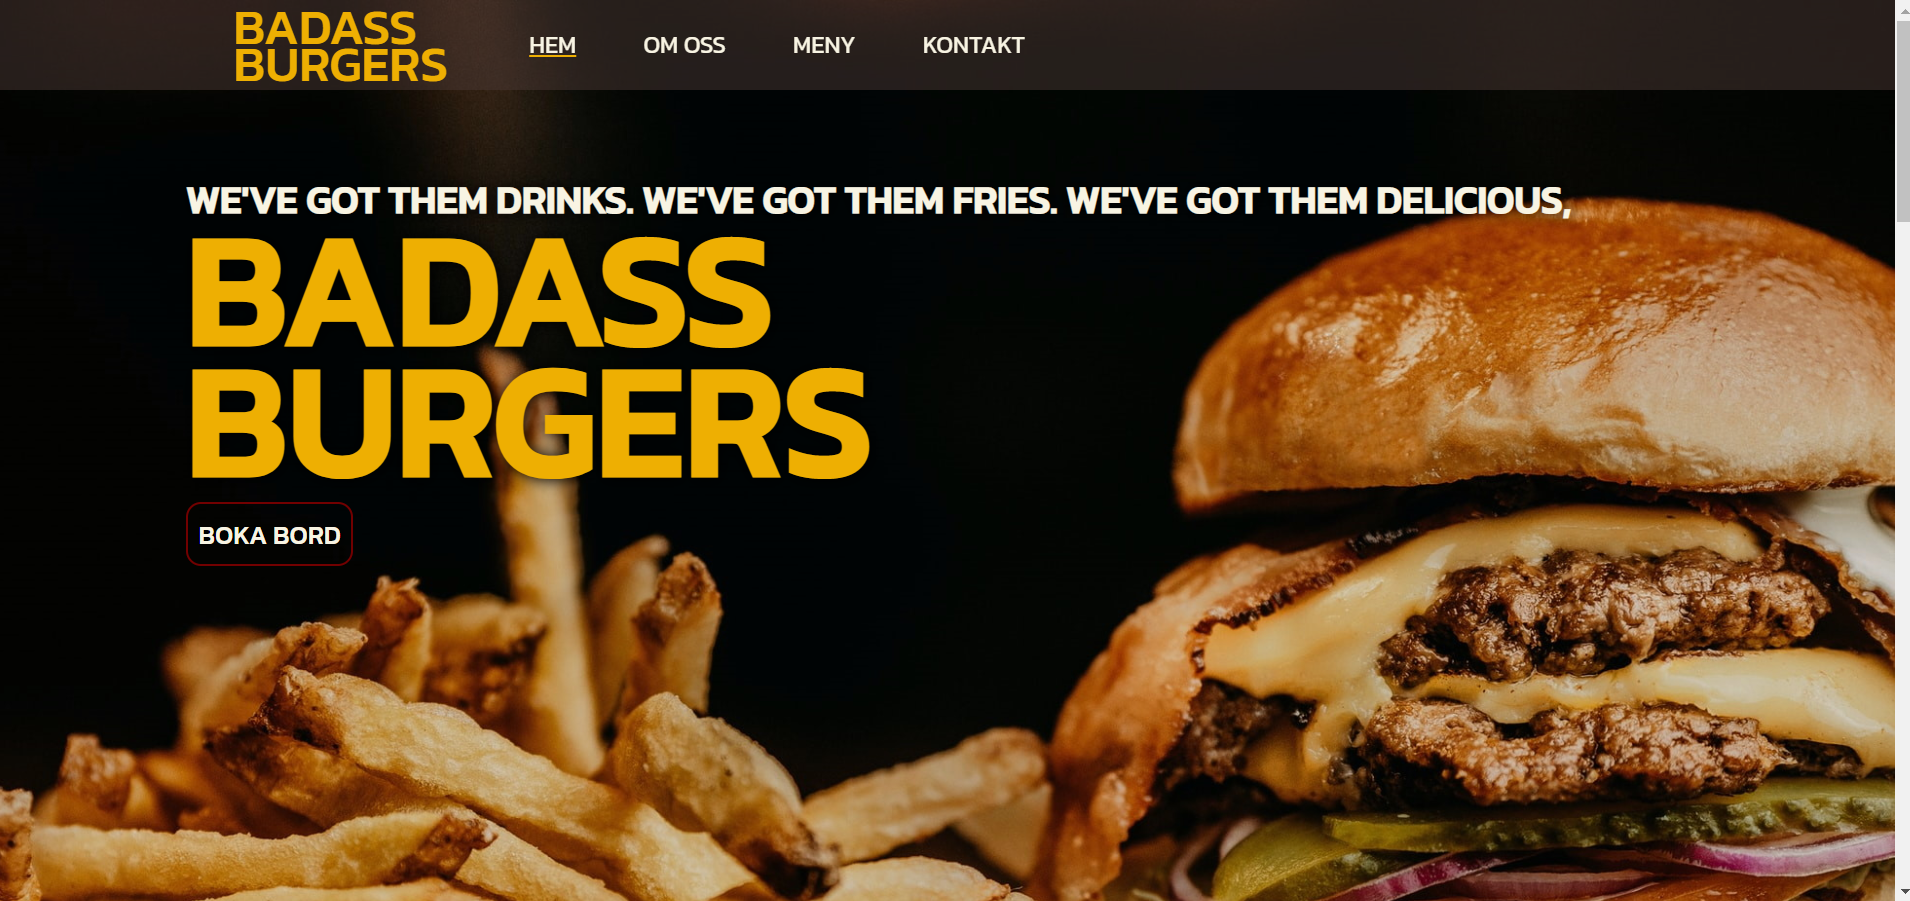 BADASS
BURGERS
HEM OM OSS MENY KONTAKT
WE'VE GOT THEM DRINKS. WE'VE GOT THEM FRIES. WE'VE GOT THEM DELICIOUS,
BADASS
BURGERS
BOKA BORD